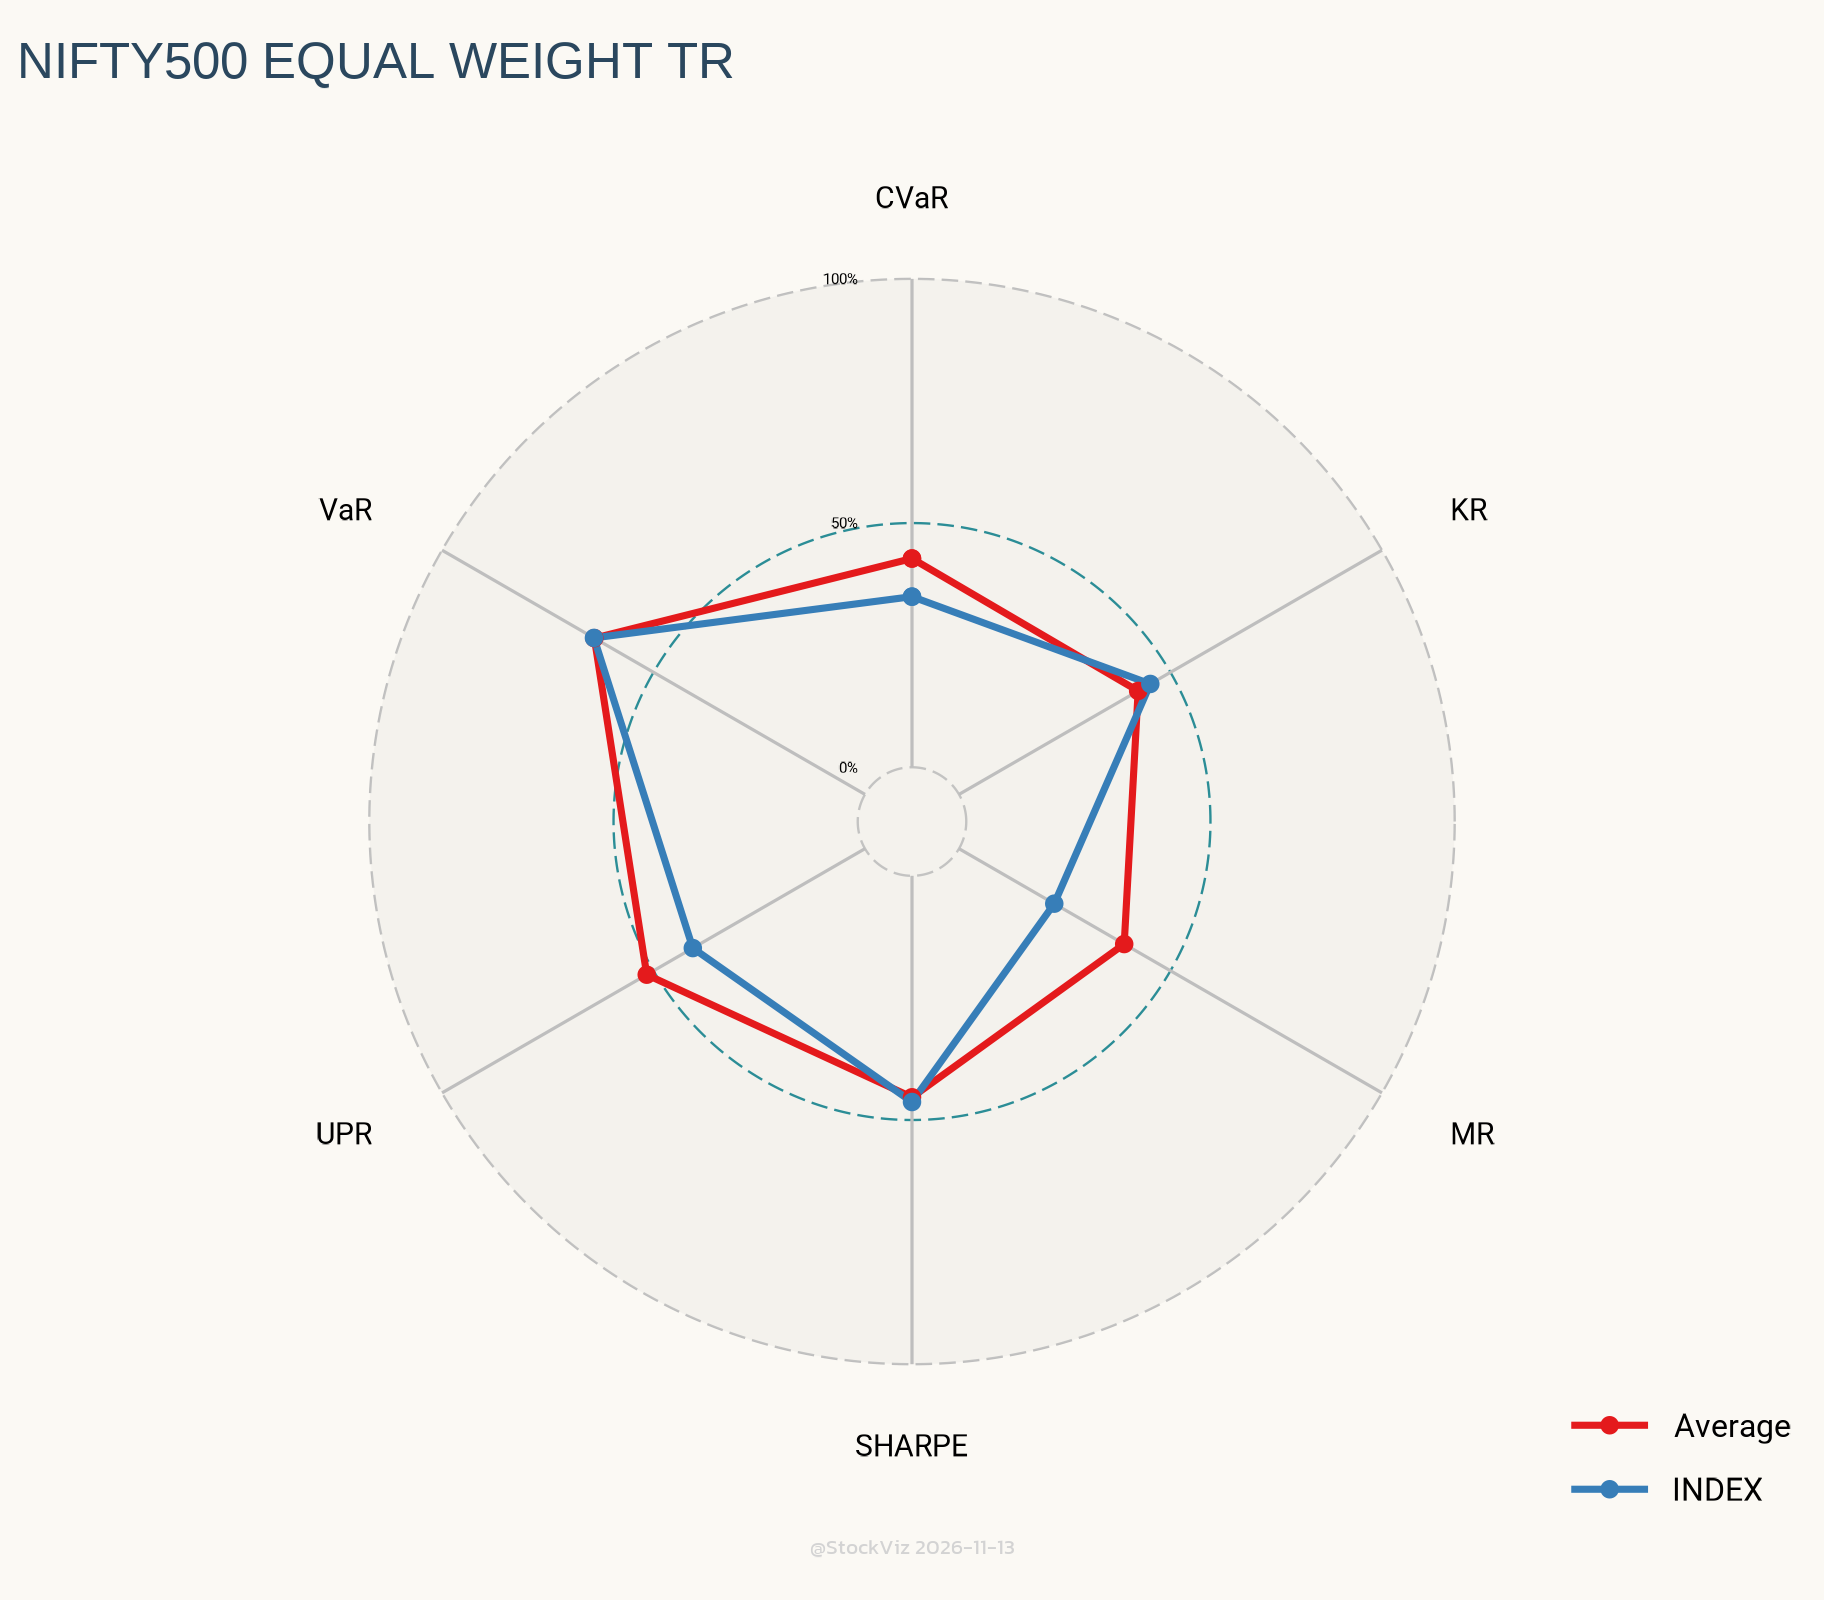 NIFTY500 EQUAL WEIGHT TR
CVaR
100%
VaR
KR
50%
0%
UPR
MR
SHARPE
Average
INDEX
@StockViz 2026-11-13